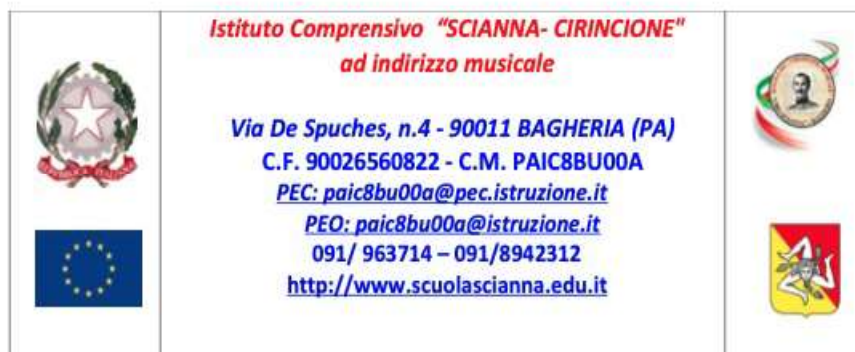 Istituto Comprensivo “SCIANNA- CIRINCIONE"
ad indirizzo musicale
Via De Spuches, n.4 - 90011 BAGHERIA (PA)
C.F. 90026560822 - C.M. PAIC8BU00A
PEC: paic8bu00a@pec.istruzione.it
PEO: paic8bu00a@istruzione.it
091/ 963714 – 091/8942312
http://www.scuolascianna.edu.it